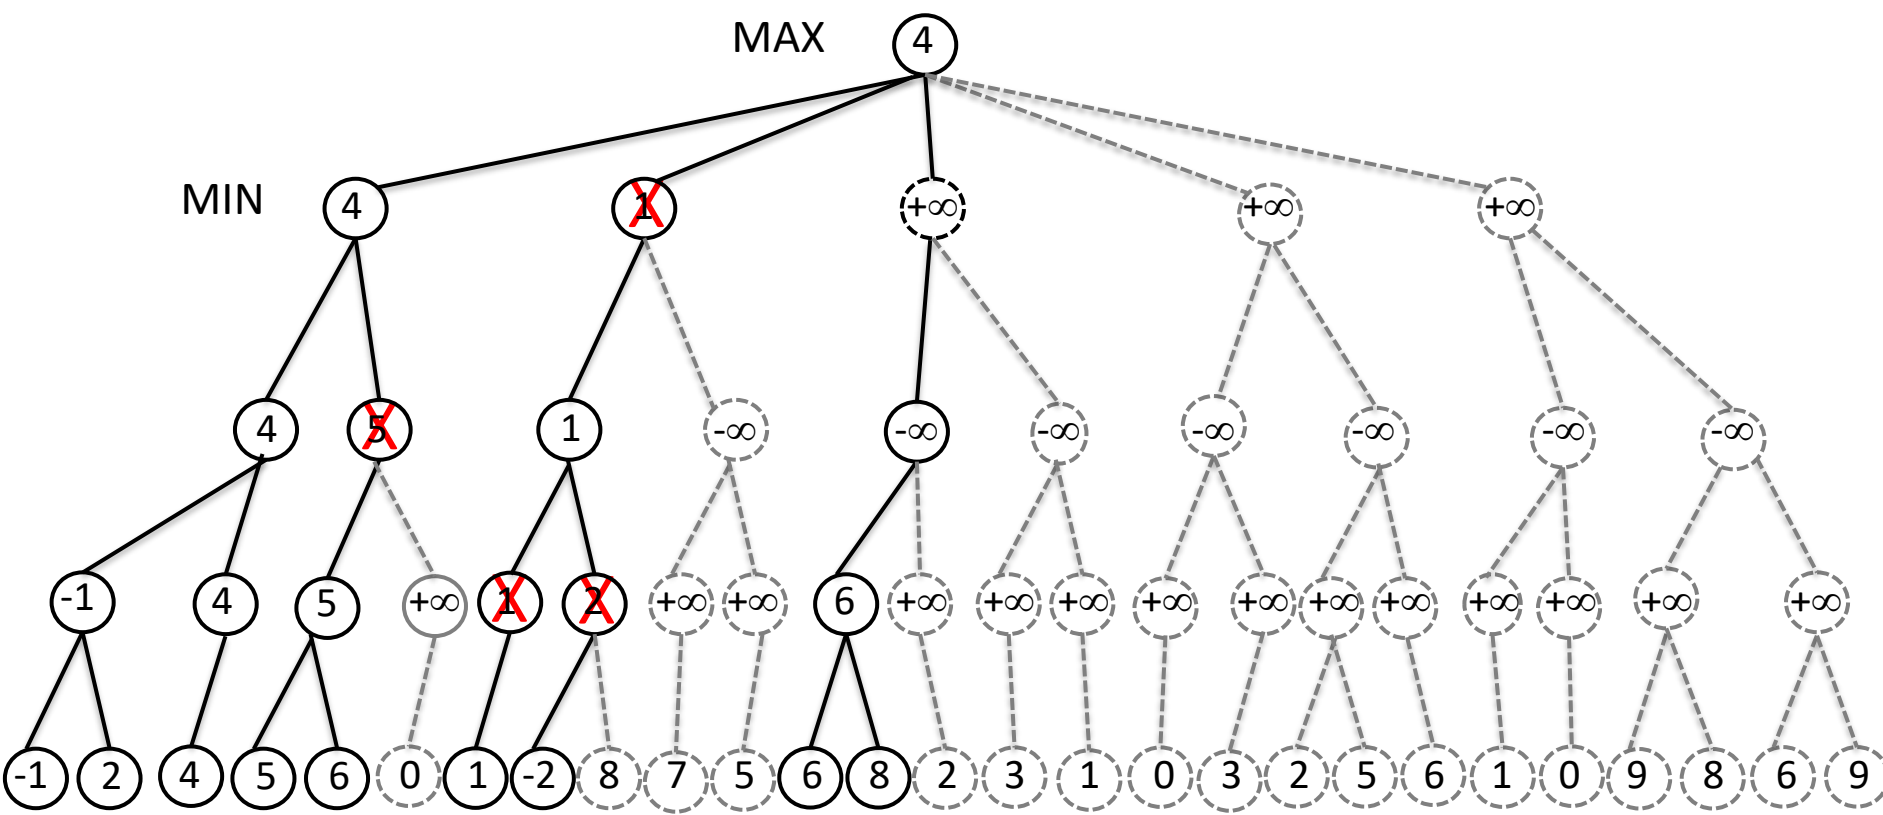 MAX 4
MIN 4 1 +∞ +∞ +∞
4 5 1 -∞ -∞ -∞ -∞ -∞ -∞ -∞
-1 4 5 +∞ 1 2 +∞ +∞ 6 +∞ +∞ +∞ +∞ +∞ +∞ +∞ +∞ +∞ +∞ +∞
-1 2 4 5 6 0 1 -2 8 7 5 6 8 2 3 1 0 3 2 5 6 1 0 9 8 6 9